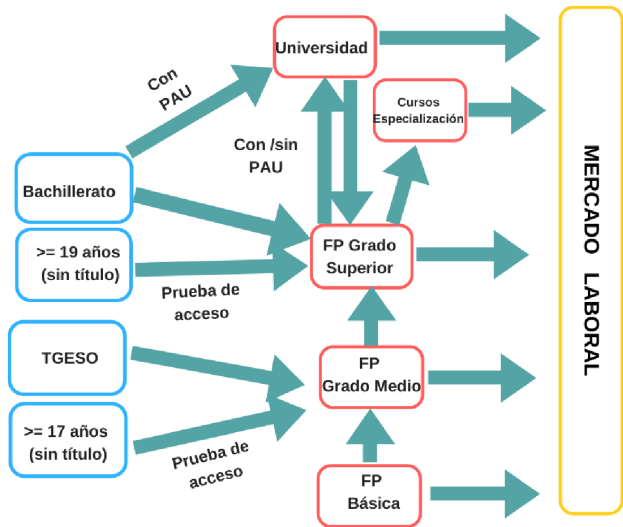 Universidad
Con
PAU
Cursos
Especialización
Con /sin
PAU
Bachillerato
>= 19 años
(sin título)
Prueba de
acceso
FP Grado
Superior
TGESO
FP
Grado Medio
>= 17 años
(sin título)
Prueba de
acceso
FP
Básica
MERCADO LABORAL